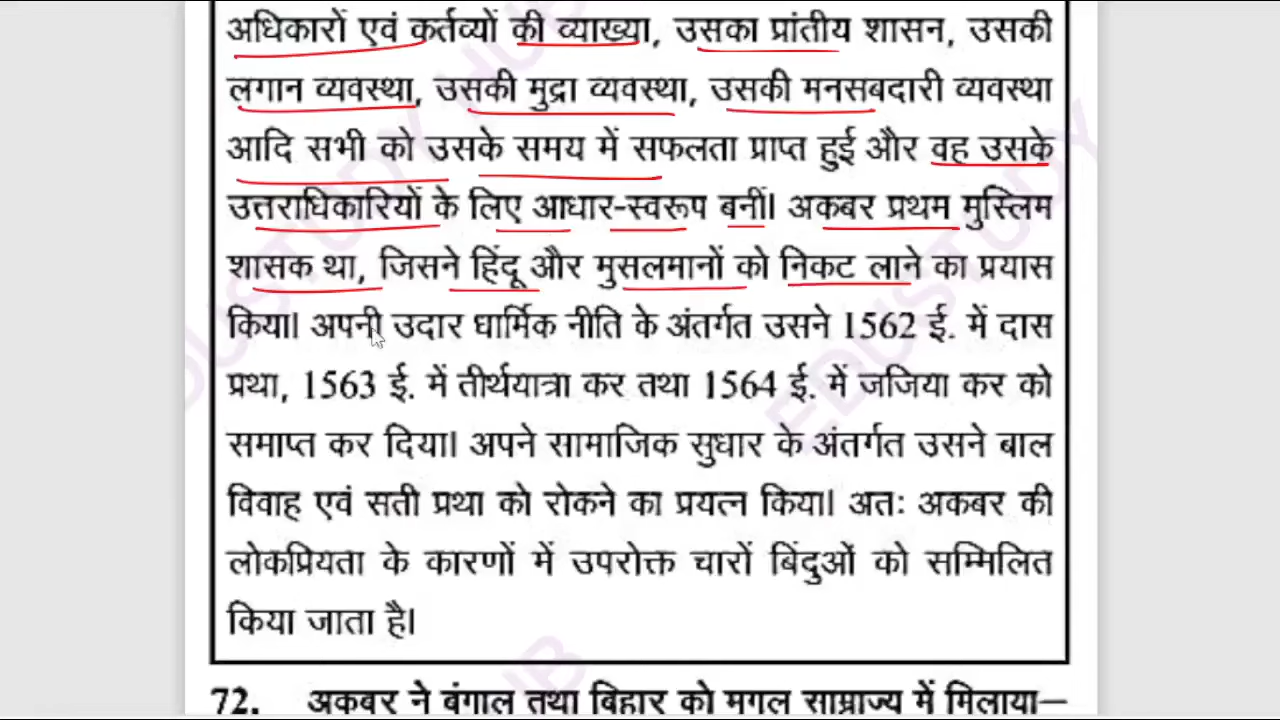 अधिकारों एवं कर्तव्यों की व्याख्या, उसका प्रांतीय शासन, उसकी
लगान व्यवस्था, उसकी मुद्रा व्यवस्था, उसकी मनसबदारी व्यवस्था
आदि सभी को उसके समय में सफलता प्राप्त हुई और वह उसके
उत्तराधिकारियों के लिए आधार-स्वरूप बनीं। अकबर प्रथम मुस्लिम
शासक था, जिसने हिंदू और मुसलमानों को निकट लाने का प्रयास
किया। अपनी उदार धार्मिक नीति के अंतर्गत उसने 1562 ई. में दास
प्रथा, 1563 ई. में तीर्थयात्रा कर तथा 1564 ई. में जजिया कर को
समाप्त कर दिया। अपने सामाजिक सुधार के अंतर्गत उसने बाल
विवाह एवं सती प्रथा को रोकने का प्रयत्न किया। अतः अकबर की
लोकप्रियता के कारणों में उपरोक्त चारों बिंदुओं को सम्मिलित
किया जाता है।
72. अकबर ने बंगाल तथा बिहार को मुगल साम्राज्य में मिलाया—